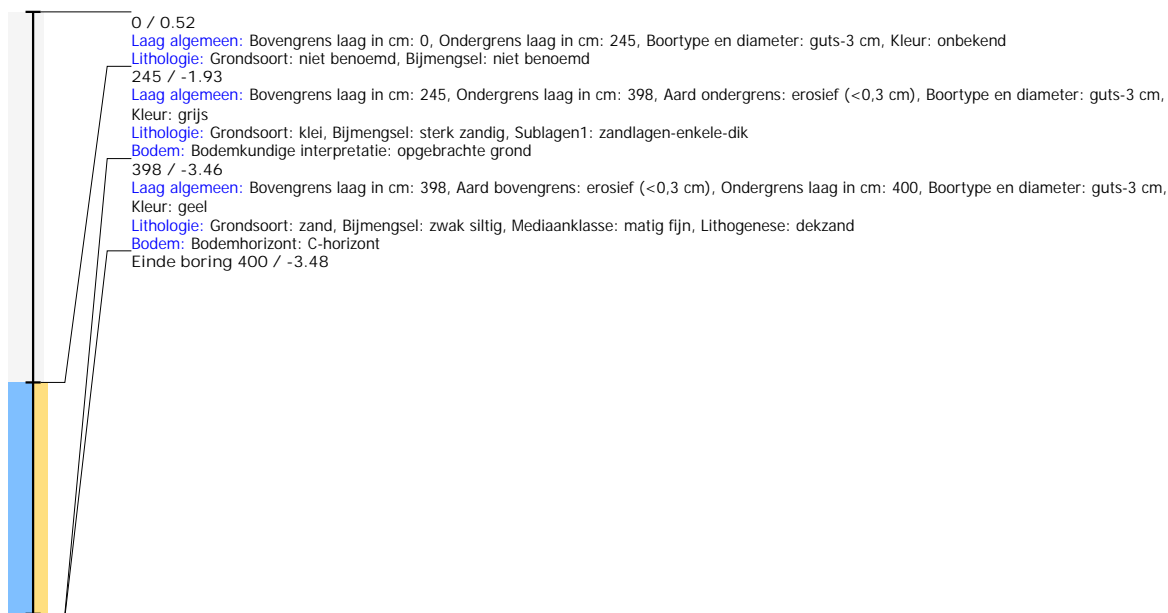 0 / 0.52
Laag algemeen: Bovengrens laag in cm: 0, Ondergrens laag in cm: 245, Boortype en diameter: guts-3 cm, Kleur: onbekend
Lithologie: Grondsoort: niet benoemd, Bijmengsel: niet benoemd
245 / -1.93
Laag algemeen: Bovengrens laag in cm: 245, Ondergrens laag in cm: 398, Aard ondergrens: erosief (<0,3 cm), Boortype en diameter: guts-3 cm,
Kleur: grijs
Lithologie: Grondsoort: klei, Bijmengsel: sterk zandig, Sublagen1: zandlagen-enkele-dik
Bodem: Bodemkundige interpretatie: opgebrachte grond
398 / -3.46
Laag algemeen: Bovengrens laag in cm: 398, Aard bovengrens: erosief (<0,3 cm), Ondergrens laag in cm: 400, Boortype en diameter: guts-3 cm,
Kleur: geel
Lithologie: Grondsoort: zand, Bijmengsel: zwak siltig, Mediaanklasse: matig fijn, Lithogenese: dekzand
Bodem: Bodemhorizont: C-horizont
Einde boring 400 / -3.48